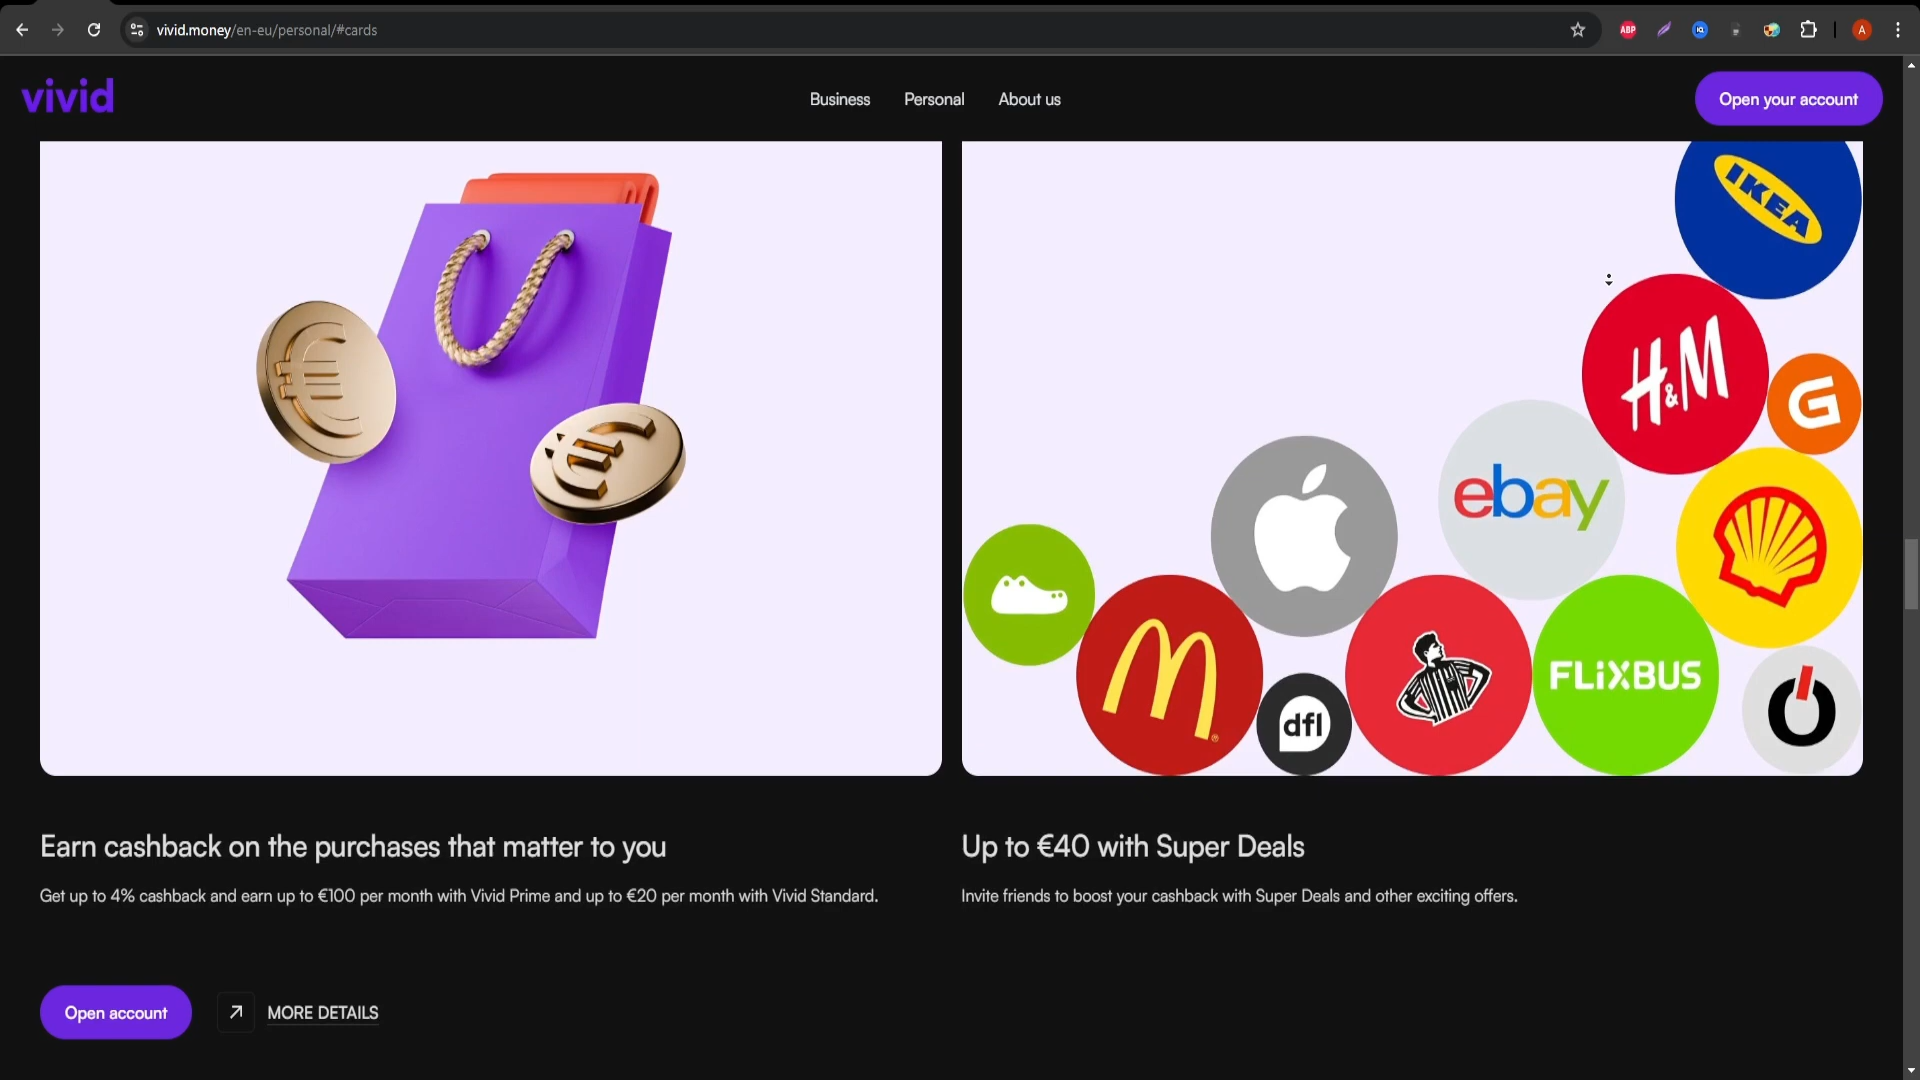 vivid.money/en-eu/personal/#cards
ABP
A
vivid
Business
Personal
About us
Open your account
IKEA
H&M
G
ebay
M
dfl
FLiXBUS
Earn cashback on the purchases that matter to you
Get up to 4% cashback and earn up to €100 per month with Vivid Prime and up to €20 per month with Vivid Standard.
Up to €40 with Super Deals
Invite friends to boost your cashback with Super Deals and other exciting offers.
Open account
MORE DETAILS